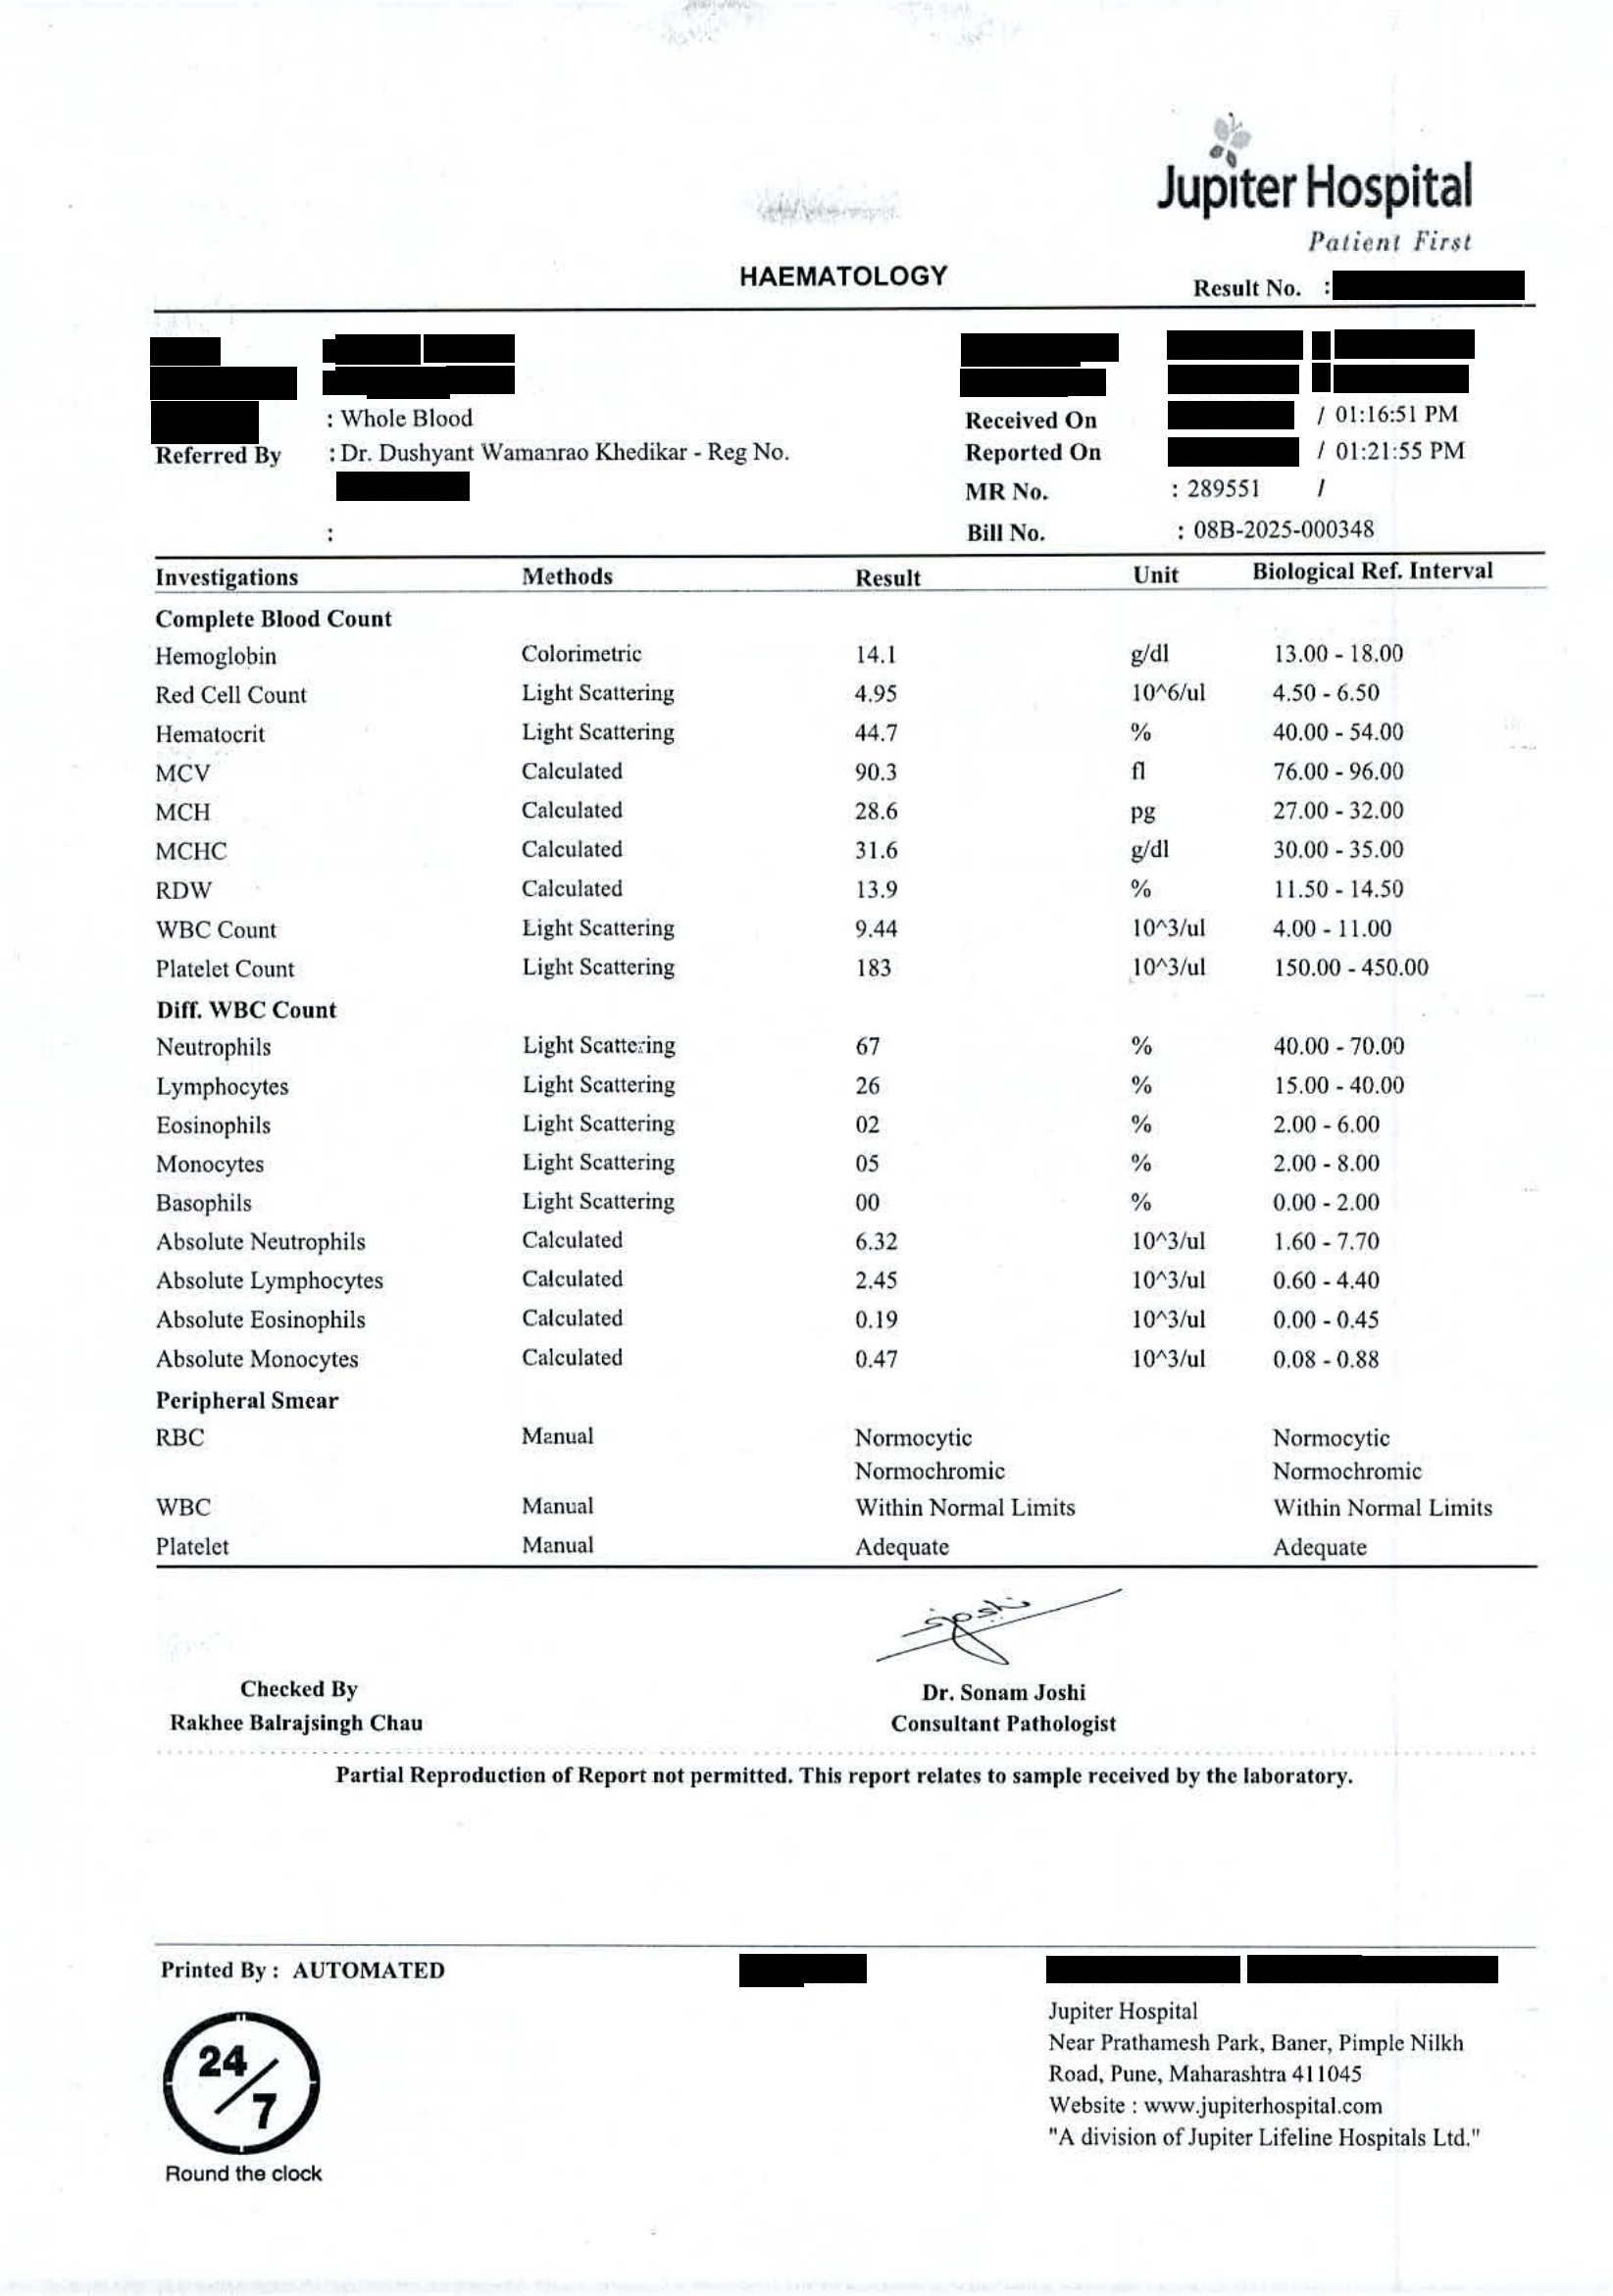 Jupiter Hospital
Patient First
HAEMATOLOGY
Result No. :
: Whole Blood
Received On / 01:16:51 PM
Referred By : Dr. Dushyant Wamanrao Khedikar - Reg No.
Reported On / 01:21:55 PM
MR No. : 289551 /
:
Bill No. : 08B-2025-000348
Investigations Methods Result Unit Biological Ref. Interval
Complete Blood Count
Hemoglobin Colorimetric 14.1 g/dl 13.00 - 18.00
Red Cell Count Light Scattering 4.95 10^6/ul 4.50 - 6.50
Hematocrit Light Scattering 44.7 % 40.00 - 54.00
MCV Calculated 90.3 fl 76.00 - 96.00
MCH Calculated 28.6 pg 27.00 - 32.00
MCHC Calculated 31.6 g/dl 30.00 - 35.00
RDW Calculated 13.9 % 11.50 - 14.50
WBC Count Light Scattering 9.44 10^3/ul 4.00 - 11.00
Platelet Count Light Scattering 183 10^3/ul 150.00 - 450.00
Diff. WBC Count
Neutrophils Light Scattering 67 % 40.00 - 70.00
Lymphocytes Light Scattering 26 % 15.00 - 40.00
Eosinophils Light Scattering 02 % 2.00 - 6.00
Monocytes Light Scattering 05 % 2.00 - 8.00
Basophils Light Scattering 00 % 0.00 - 2.00
Absolute Neutrophils Calculated 6.32 10^3/ul 1.60 - 7.70
Absolute Lymphocytes Calculated 2.45 10^3/ul 0.60 - 4.40
Absolute Eosinophils Calculated 0.19 10^3/ul 0.00 - 0.45
Absolute Monocytes Calculated 0.47 10^3/ul 0.08 - 0.88
Peripheral Smear
RBC Manual Normocytic Normocytic
Normochromic Normochromic
WBC Manual Within Normal Limits Within Normal Limits
Platelet Manual Adequate Adequate
Joshi
Checked By
Rakhee Balrajsingh Chau
Dr. Sonam Joshi
Consultant Pathologist
Partial Reproduction of Report not permitted. This report relates to sample received by the laboratory.
Printed By : AUTOMATED
24/7
Round the clock
Jupiter Hospital
Near Prathamesh Park, Baner, Pimple Nilkh
Road, Pune, Maharashtra 411045
Website : www.jupiterhospital.com
"A division of Jupiter Lifeline Hospitals Ltd."